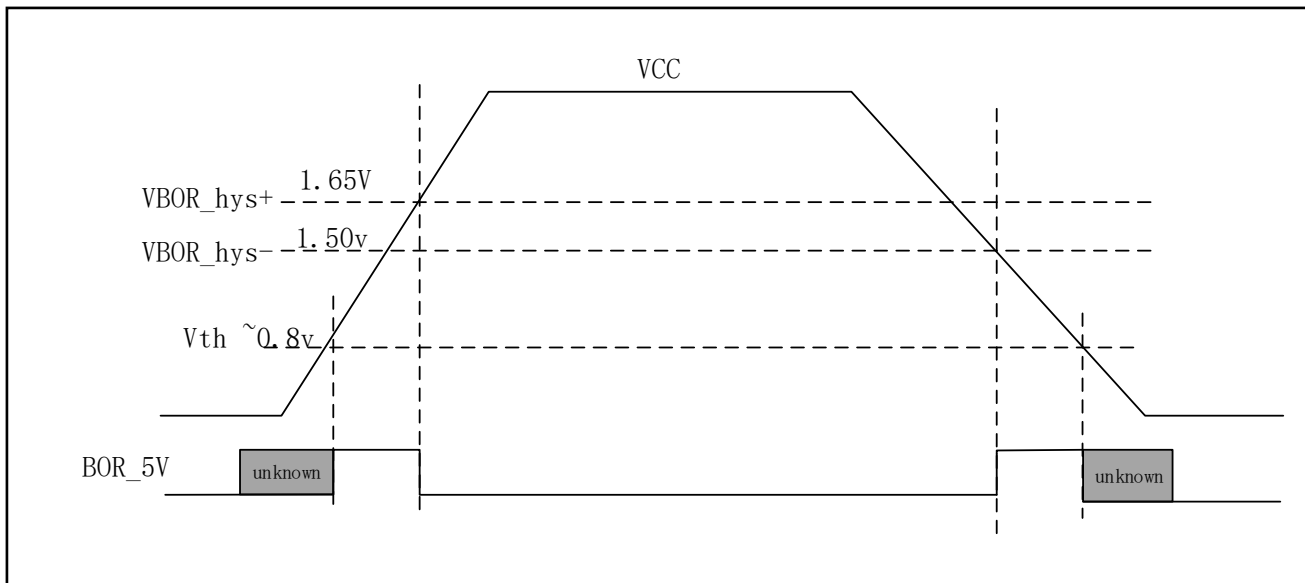 VCC
1.65V
VBOR_hys+
1.50v
VBOR_hys-
Vth ~0.8v
BOR_5V
unknown
unknown